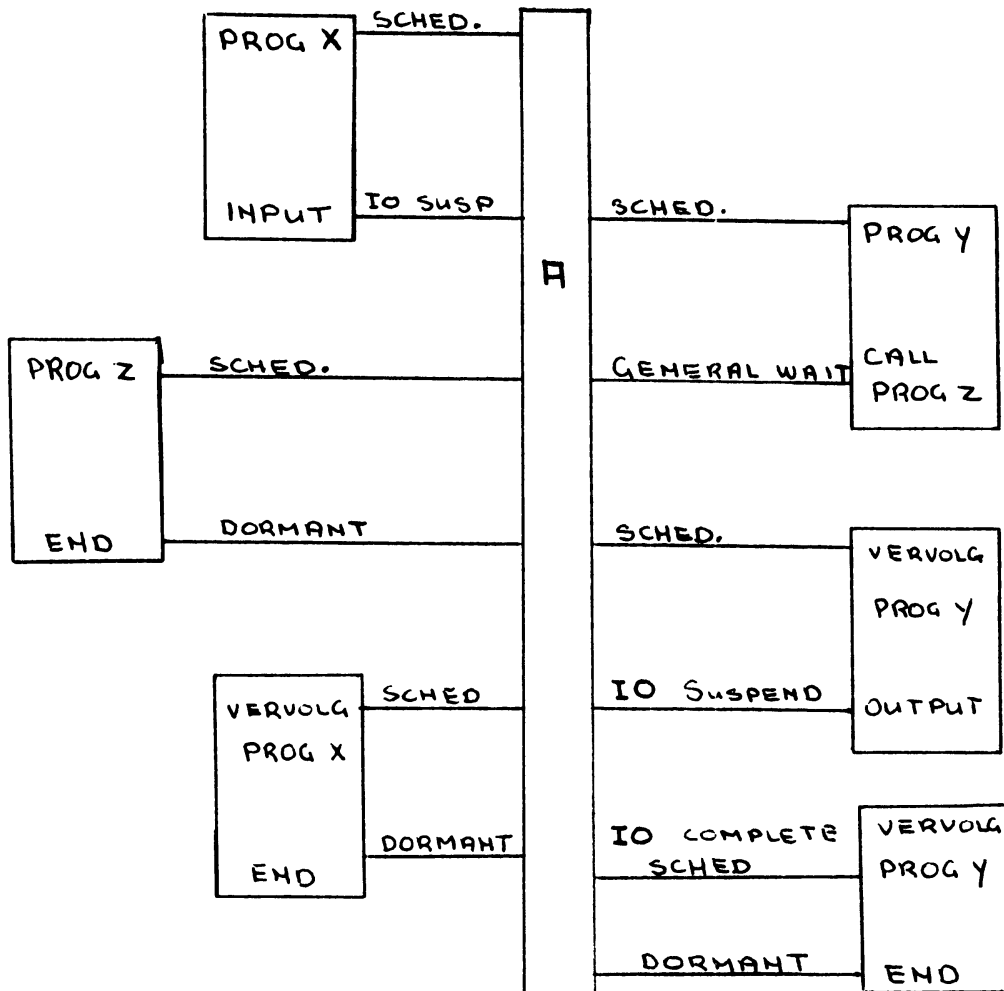 SCHED.
PROG X
INPUT
IO SUSP
SCHED.
PROG Y
A
PROG Z
SCHED.
GENERAL WAIT
CALL
PROG Z
END
DORMANT
SCHED.
VERVOLG
PROG Y
VERVOLG
PROG X
SCHED
IO SUSPEND
OUTPUT
END
DORMANT
IO COMPLETE
SCHED
VERVOLG
PROG Y
DORMANT
END